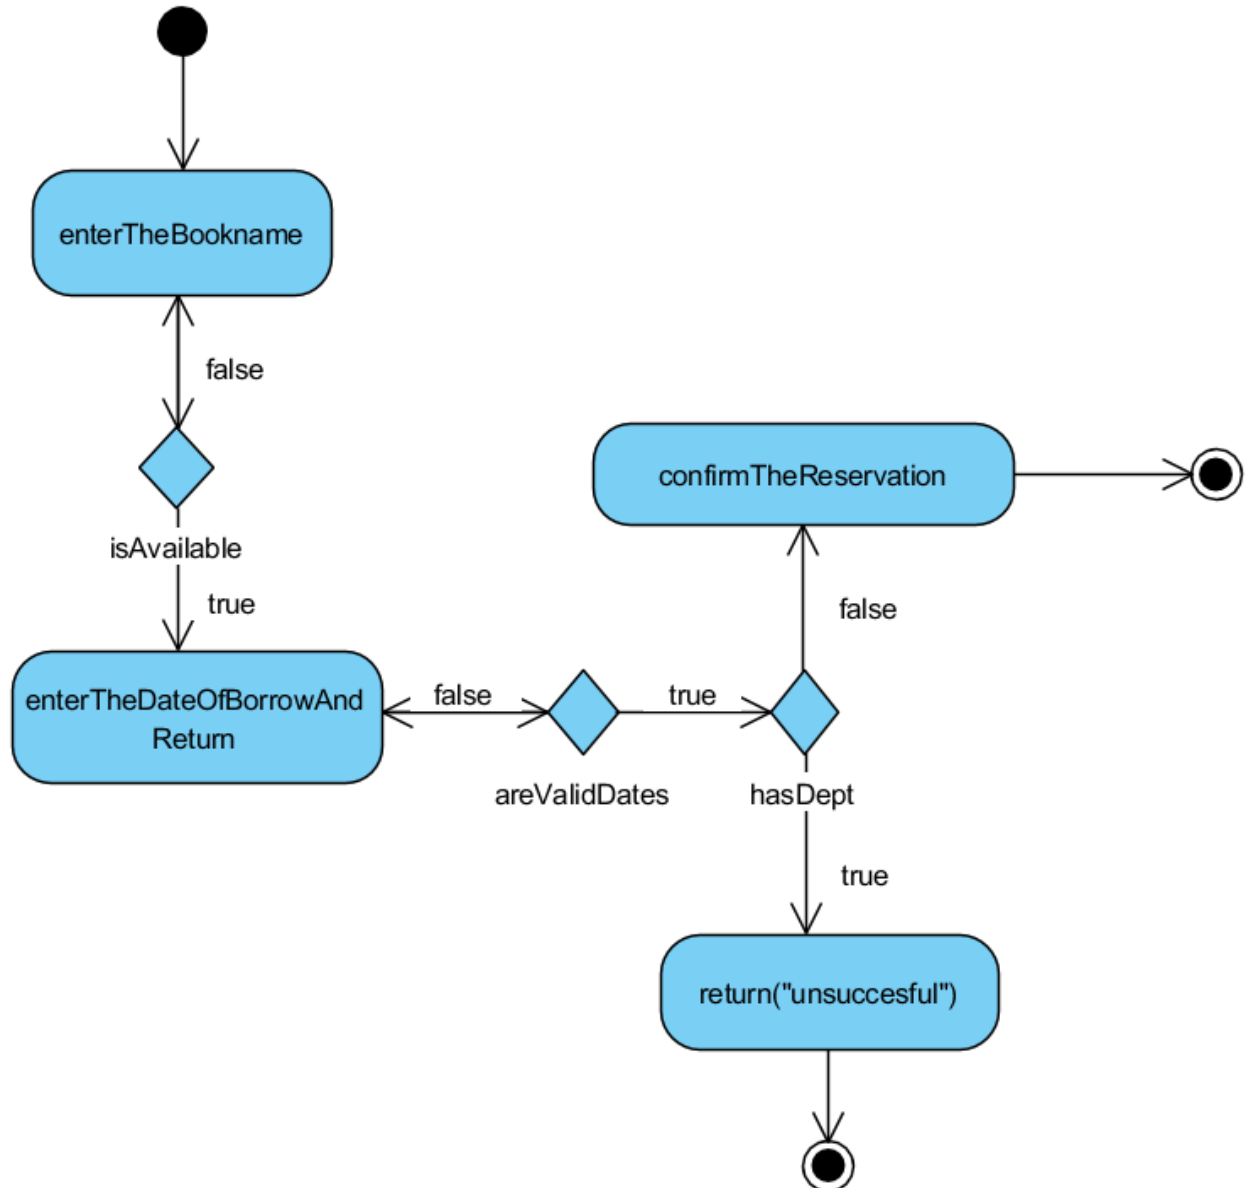 enterTheBookname
false
isAvailable
true
enterTheDateOfBorrowAnd
Return
false
areValidDates
true
hasDept
false
confirmTheReservation
true
return("unsuccesful")